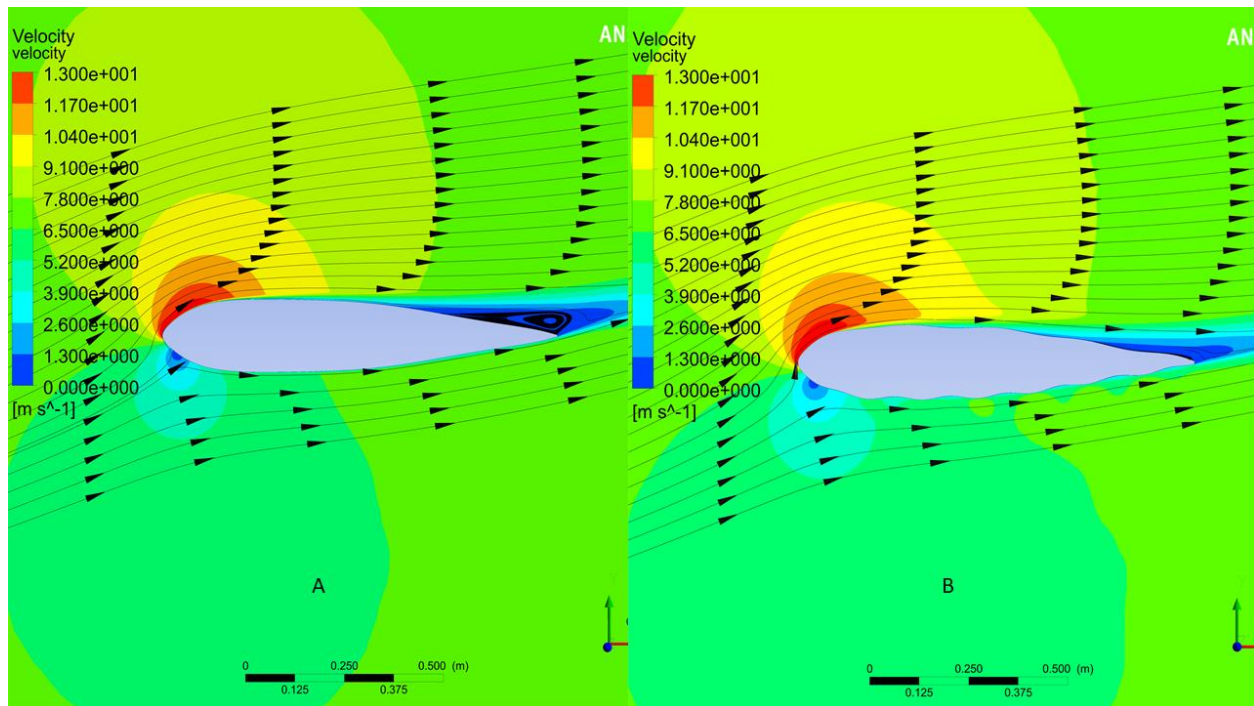 Velocity
velocity
1.300e+001
1.170e+001
1.040e+001
9.100e+000
7.800e+000
6.500e+000
5.200e+000
3.900e+000
2.600e+000
1.300e+000
0.000e+000
[m s^-1]
AN
A
0 0.250 0.500 (m)
0.125 0.375
Velocity
velocity
1.300e+001
1.170e+001
1.040e+001
9.100e+000
7.800e+000
6.500e+000
5.200e+000
3.900e+000
2.600e+000
1.300e+000
0.000e+000
[m s^-1]
AN
B
0 0.250 0.500 (m)
0.125 0.375